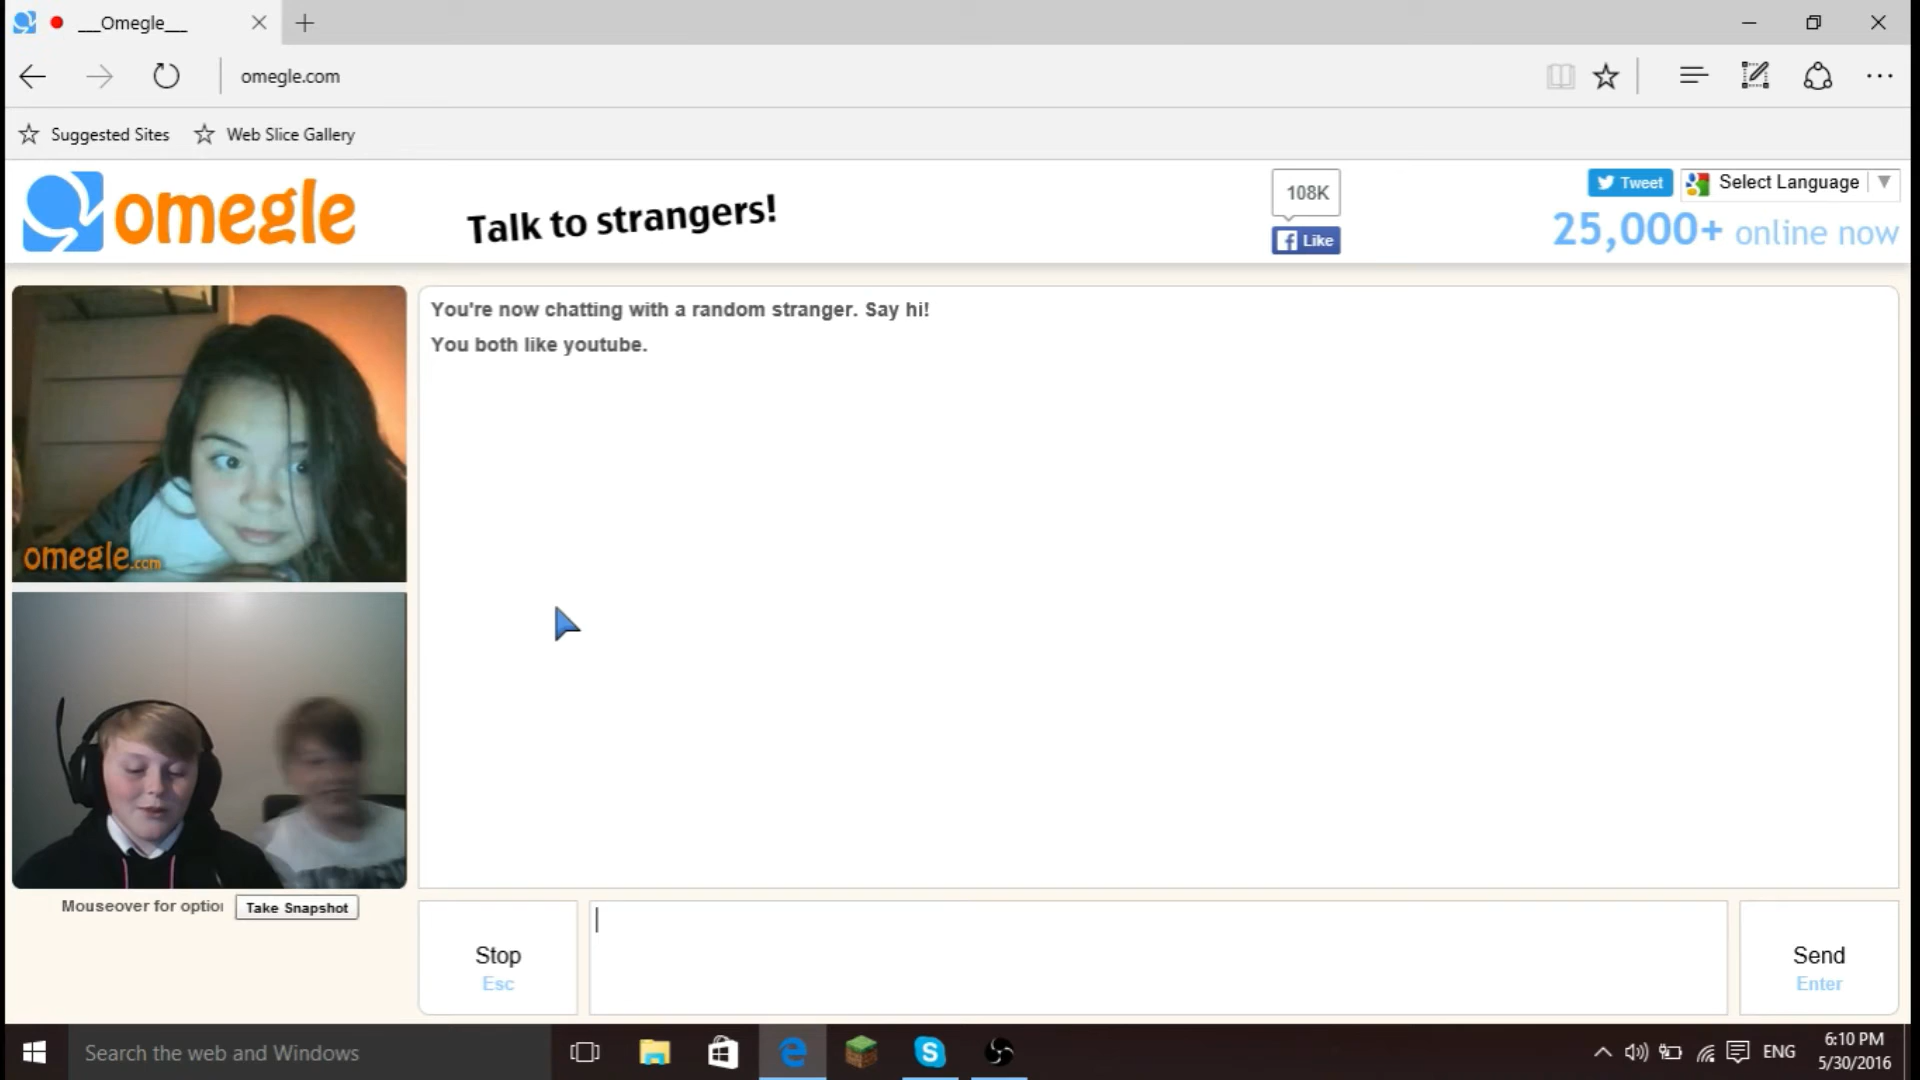 ___Omegle___
omegle.com
Suggested Sites
Web Slice Gallery
omegle
Talk to strangers!
108K
Like
Tweet
Select Language
25,000+ online now
You're now chatting with a random stranger. Say hi!
You both like youtube.
omegle.com
Mouseover for optio
Take Snapshot
Stop
Esc
Send
Enter
Search the web and Windows
ENG
6:10 PM
5/30/2016